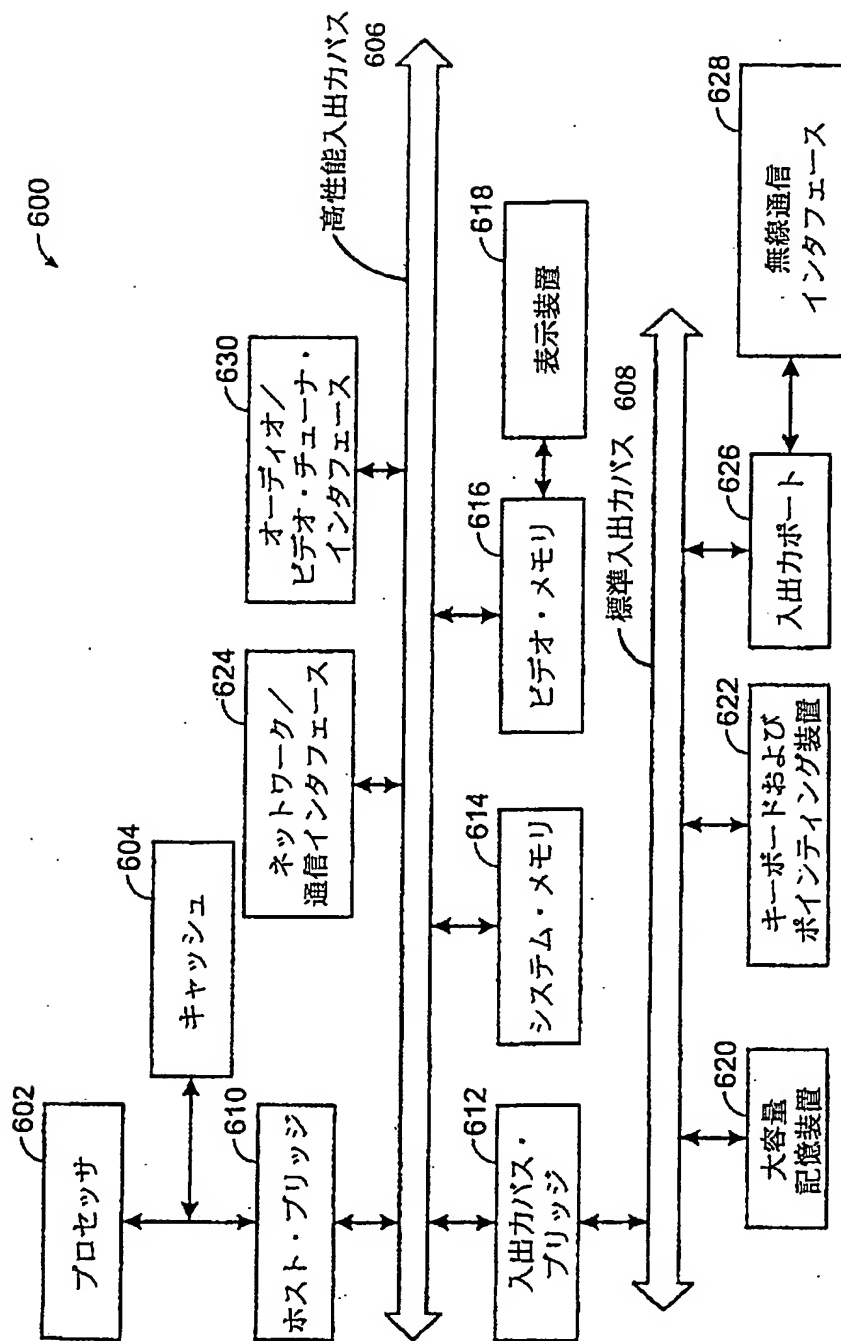 600
602
プロセッサ
604
キャッシュ
610
ホスト・ブリッジ
624
ネットワーク／
通信インタフェース
630
オーディオ／
ビデオ・チューナ・
インタフェース
高性能入出力バス
606
612
入出力バス・
ブリッジ
614
システム・メモリ
616
ビデオ・メモリ
618
表示装置
標準入出力バス 608
620
大容量
記憶装置
622
キーボードおよび
ポインティング装置
626
入出力ポート
628
無線通信
インタフェース